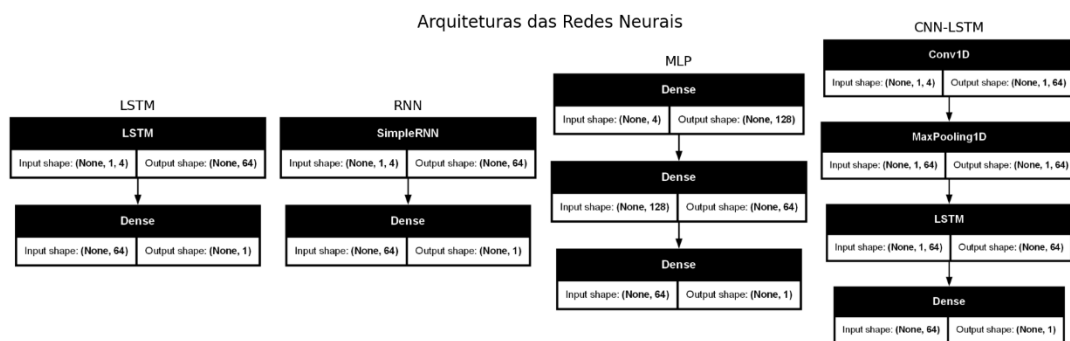 Arquiteturas das Redes Neurais
LSTM
LSTM
Input shape: (None, 1, 4) Output shape: (None, 64)
Dense
Input shape: (None, 64) Output shape: (None, 1)
RNN
SimpleRNN
Input shape: (None, 1, 4) Output shape: (None, 64)
Dense
Input shape: (None, 64) Output shape: (None, 1)
MLP
Dense
Input shape: (None, 4) Output shape: (None, 128)
Dense
Input shape: (None, 128) Output shape: (None, 64)
Dense
Input shape: (None, 64) Output shape: (None, 1)
CNN-LSTM
Conv1D
Input shape: (None, 1, 4) Output shape: (None, 1, 64)
MaxPooling1D
Input shape: (None, 1, 64) Output shape: (None, 1, 64)
LSTM
Input shape: (None, 1, 64) Output shape: (None, 64)
Dense
Input shape: (None, 64) Output shape: (None, 1)